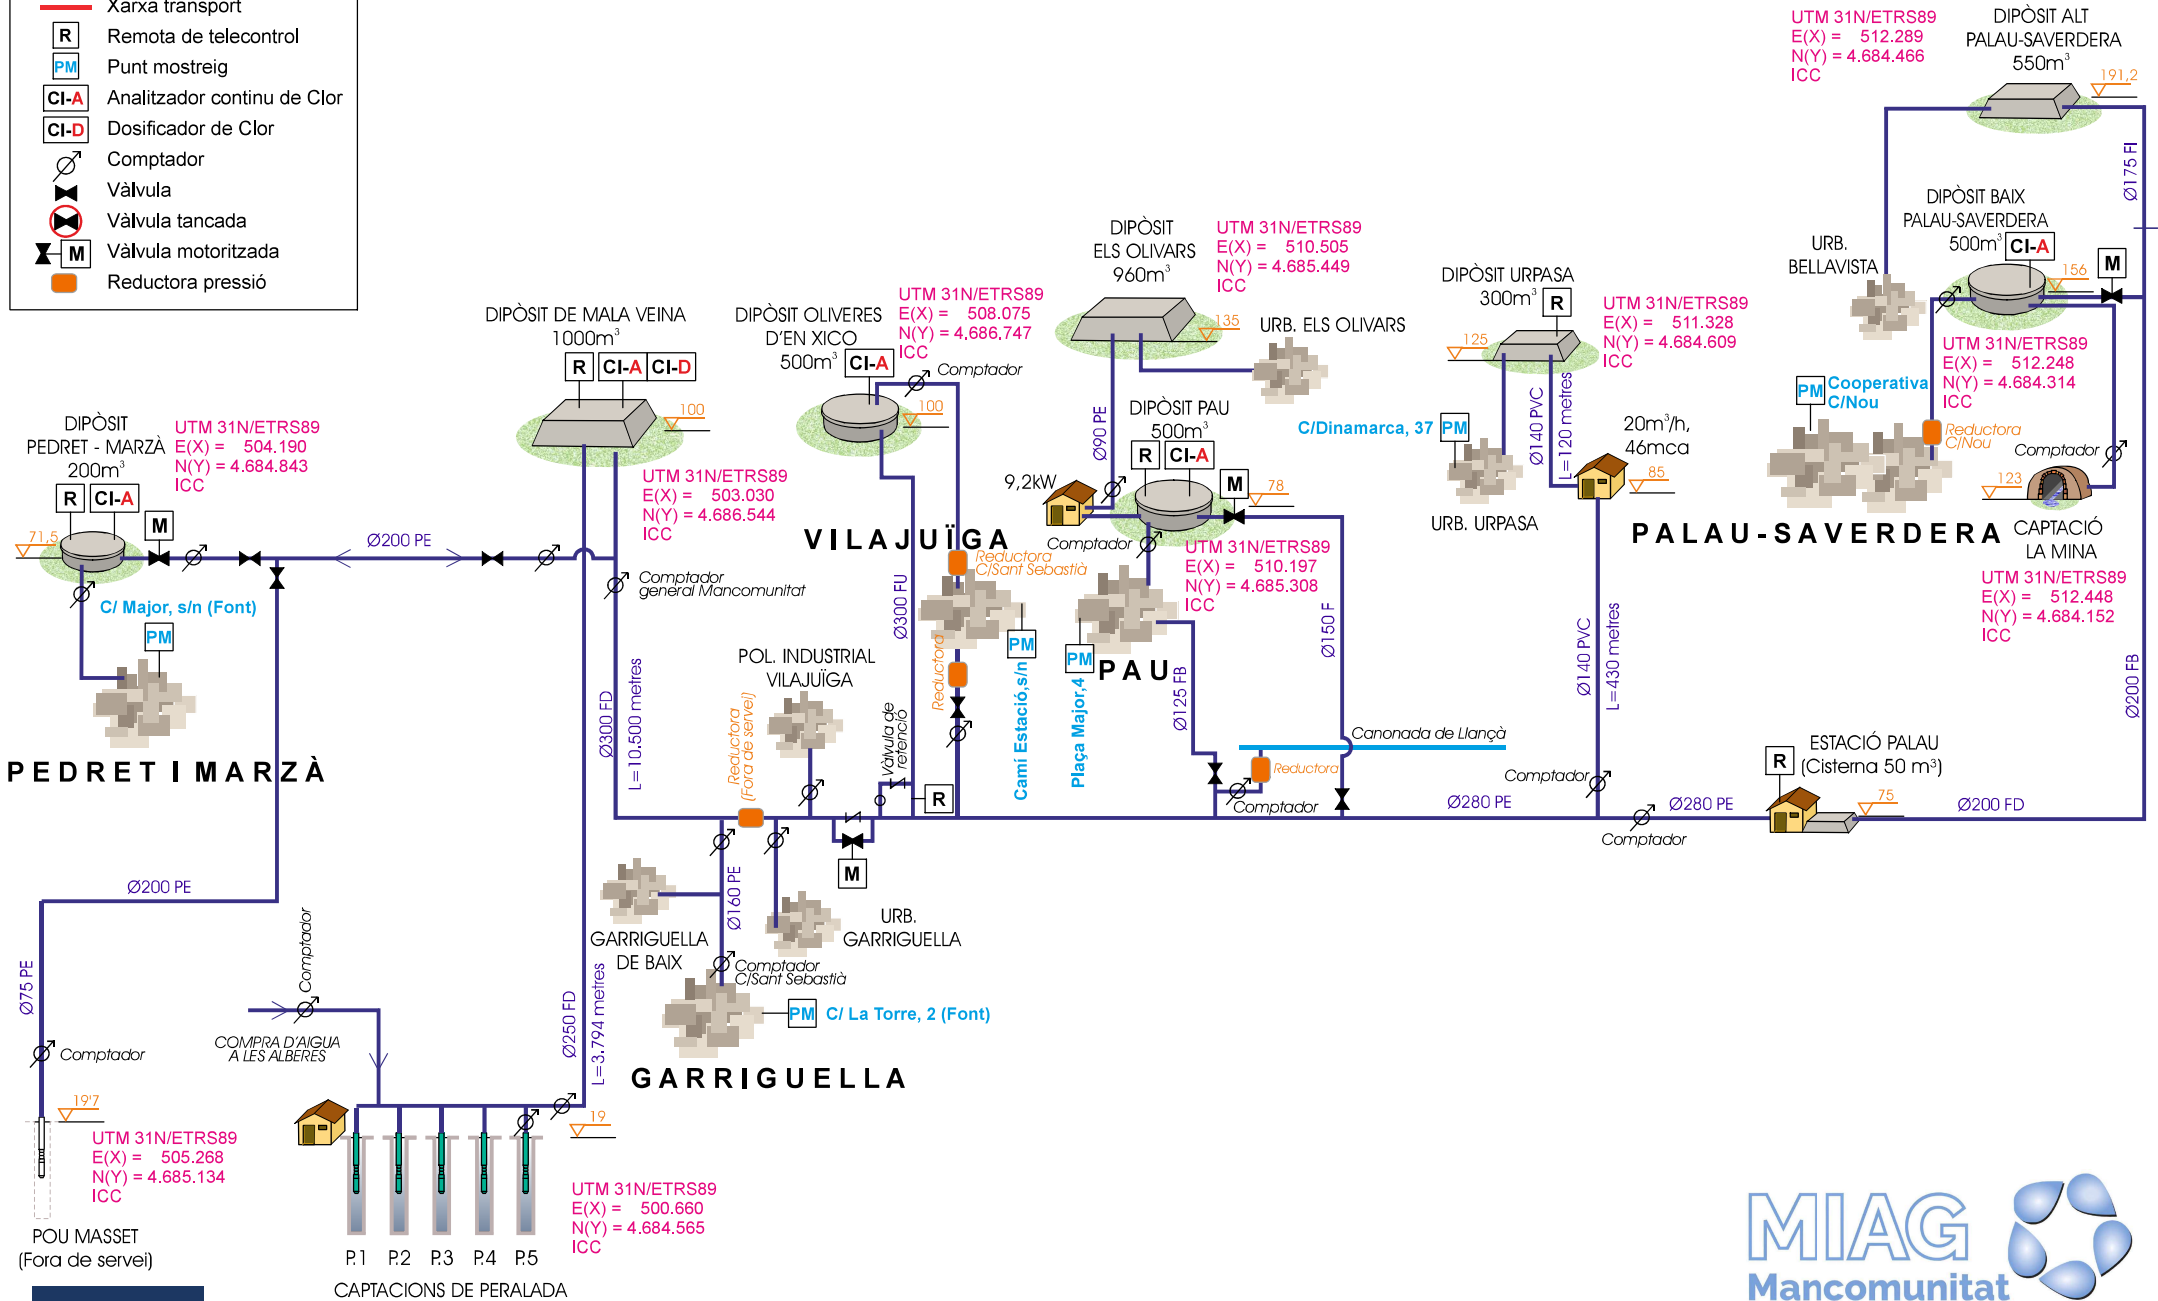 Xarxa transport
R Remota de telecontrol
PM Punt mostreig
CI-A Analitzador continu de Clor
CI-D Dosificador de Clor
Comptador
Vàlvula
Vàlvula tancada
M Vàlvula motoritzada
Reductora pressió
DIPÒSIT
PEDRET - MARZÀ
200m³
R CI-A
UTM 31N/ETRS89
E(X) = 504.190
N(Y) = 4.684.843
ICC
71,5
M
Ø200 PE
C/ Major, s/n (Font)
PM
PEDRET I MARZÀ
Ø200 PE
Ø75 PE
Comptador
19'7
UTM 31N/ETRS89
E(X) = 505.268
N(Y) = 4.685.134
ICC
POU MASSET
(Fora de servei)
Comptador
COMPRA D'AIGUA
A LES ALBERES
P.1 P.2 P.3 P.4 P.5
CAPTACIONS DE PERALADA
19
UTM 31N/ETRS89
E(X) = 500.660
N(Y) = 4.684.565
ICC
Ø250 FD
L=3.794 metres
DIPÒSIT DE MALA VEINA
1000m³
R CI-A CI-D
100
UTM 31N/ETRS89
E(X) = 503.030
N(Y) = 4.686.544
ICC
Comptador
general Mancomunitat
Ø300 FD
L=10.500 metres
POL. INDUSTRIAL
VILAJUÏGA
Reductora
(Fora de servei)
Ø160 PE
GARRIGUELLA
DE BAIX
URB.
GARRIGUELLA
Comptador
C/Sant Sebastià
PM C/ La Torre, 2 (Font)
GARRIGUELLA
M
Vàlvula de
retenció
R
DIPÒSIT OLIVERES
D'EN XICO
500m³ CI-A
UTM 31N/ETRS89
E(X) = 508.075
N(Y) = 4.686.747
ICC
Comptador
100
VILAJUÏGA
Reductora
C/Sant Sebastià
Ø300 FU
Reductora
PM
Camí Estació,s/n
DIPÒSIT
ELS OLIVARS
960m³
UTM 31N/ETRS89
E(X) = 510.505
N(Y) = 4.685.449
ICC
135
URB. ELS OLIVARS
Ø90 PE
DIPÒSIT PAU
500m³
R CI-A
M
78
9,2kW
Comptador
UTM 31N/ETRS89
E(X) = 510.197
N(Y) = 4.685.308
ICC
PM
Plaça Major,4
PAU
Ø125 FB
Ø150 F
Canonada de Llançà
Reductora
Comptador
Ø280 PE
DIPÒSIT URPASA
300m³ R
UTM 31N/ETRS89
E(X) = 511.328
N(Y) = 4.684.609
ICC
125
C/Dinamarca, 37 PM
URB. URPASA
Ø140 PVC
L=120 metres
20m³/h,
46mca
85
Ø140 PVC
L=430 metres
Comptador
Comptador
Ø280 PE
ESTACIÓ PALAU
(Cisterna 50 m³)
R
75
Ø200 FD
UTM 31N/ETRS89
E(X) = 512.289
N(Y) = 4.684.466
ICC
DIPÒSIT ALT
PALAU-SAVERDERA
550m³
191,2
Ø175 FI
DIPÒSIT BAIX
PALAU-SAVERDERA
500m³ CI-A
M
156
URB.
BELLAVISTA
UTM 31N/ETRS89
E(X) = 512.248
N(Y) = 4.684.314
ICC
PM Cooperativa
C/Nou
Reductora
C/Nou
Comptador
123
PALAU-SAVERDERA
CAPTACIÓ
LA MINA
UTM 31N/ETRS89
E(X) = 512.448
N(Y) = 4.684.152
ICC
Ø200 FB
MIAG
Mancomunitat